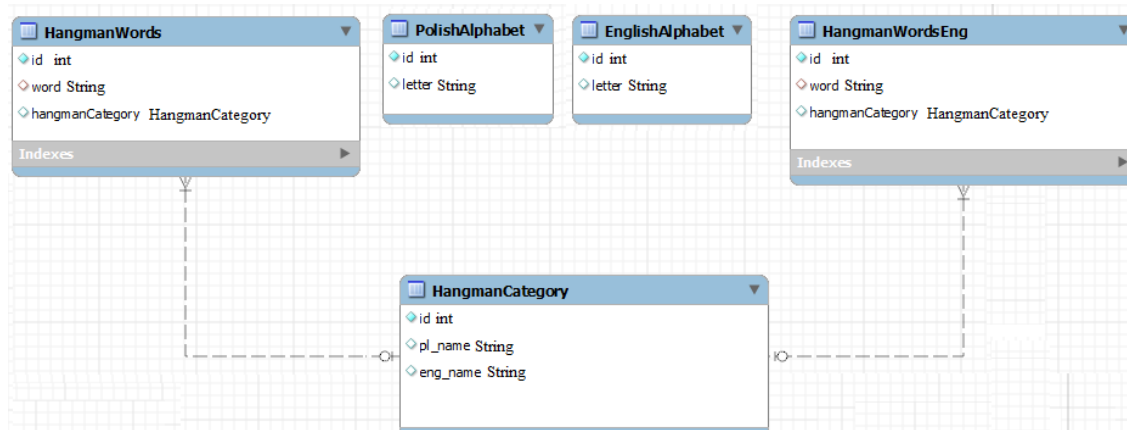 HangmanWords
id int
word String
hangmanCategory HangmanCategory
Indexes
PolishAlphabet
id int
letter String
EnglishAlphabet
id int
letter String
HangmanWordsEng
id int
word String
hangmanCategory HangmanCategory
Indexes
HangmanCategory
id int
pl_name String
eng_name String